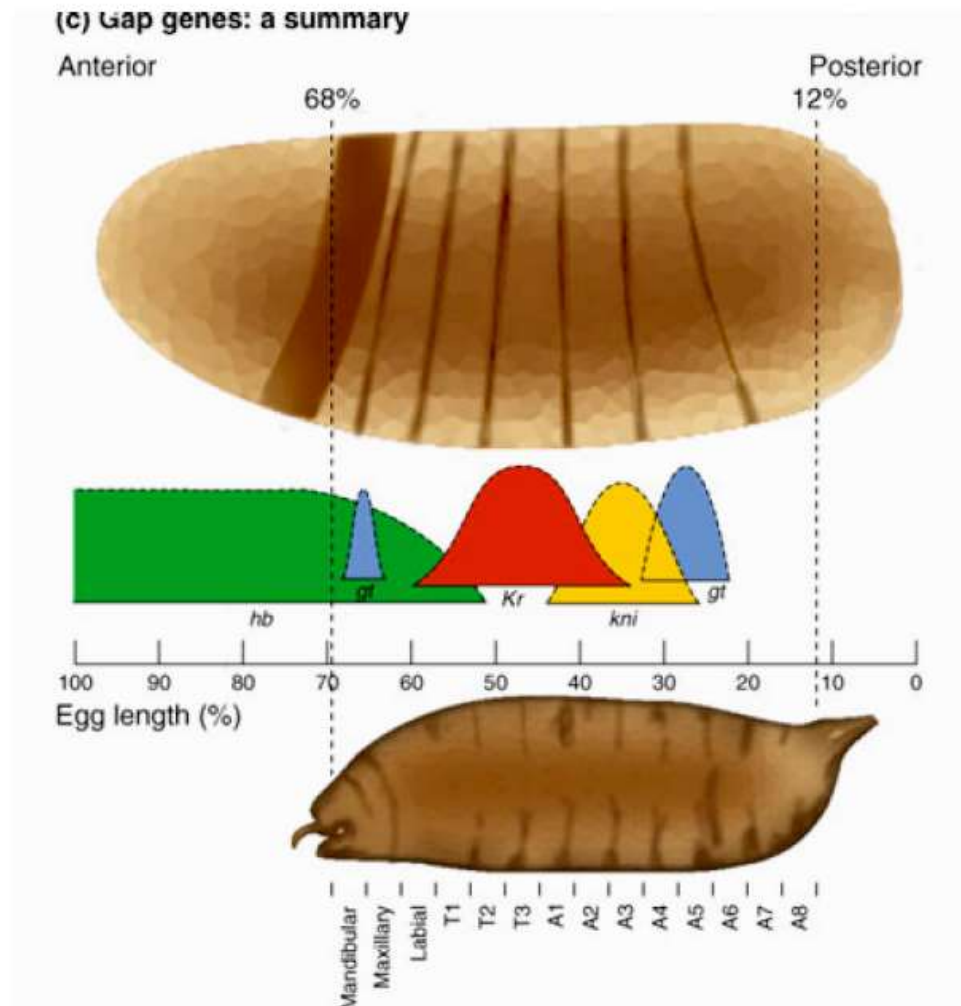 (c) Gap genes: a summary
Anterior Posterior
68% 12%
gt
Kr
gt
hb
kni
100 90 80 70 60 50 40 30 20 10 0
Egg length (%)
Mandibular
Maxillary
Labial
T1
T2
T3
A1
A2
A3
A4
A5
A6
A7
A8